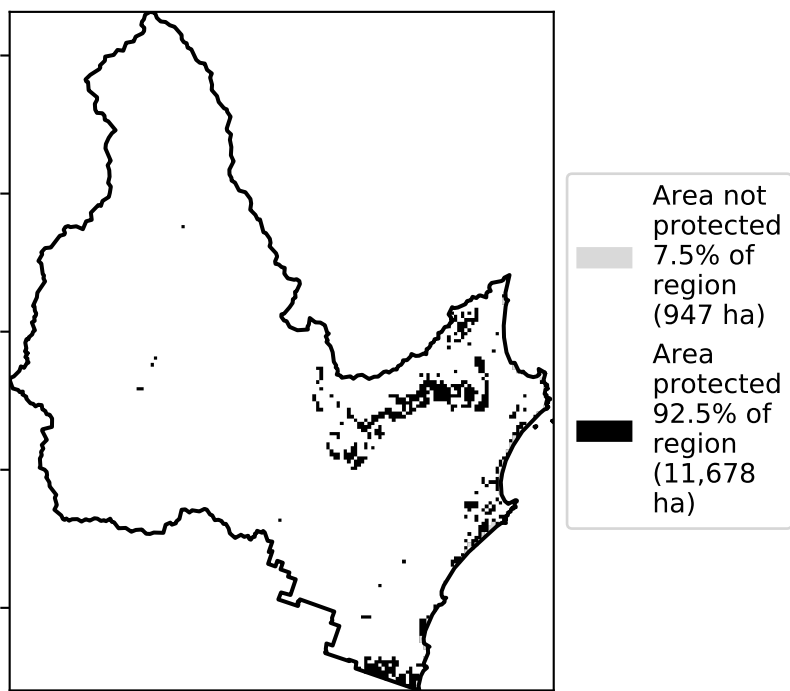 Area not
protected
7.5% of
region
(947 ha)
Area
protected
92.5% of
region
(11,678
ha)